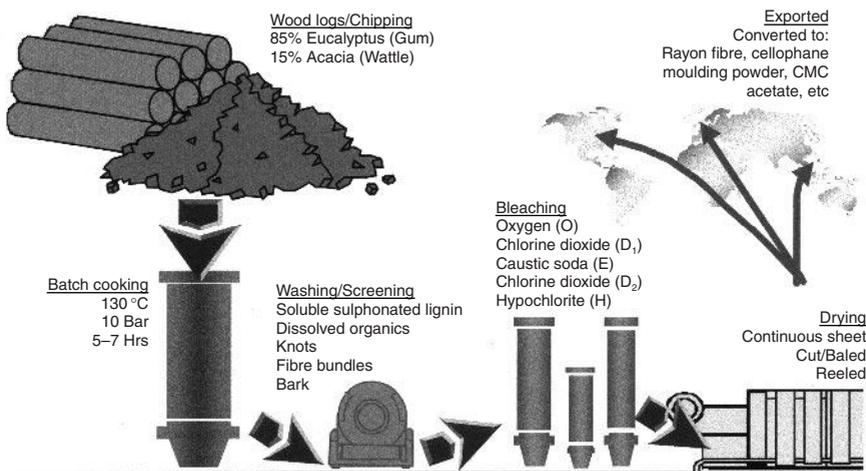 Wood logs/Chipping
85% Eucalyptus (Gum)
15% Acacia (Wattle)
Exported
Converted to:
Rayon fibre, cellophane
moulding powder, CMC
acetate, etc
Batch cooking
130 °C
10 Bar
5–7 Hrs
Washing/Screening
Soluble sulphonated lignin
Dissolved organics
Knots
Fibre bundles
Bark
Bleaching
Oxygen (O)
Chlorine dioxide (D₁)
Caustic soda (E)
Chlorine dioxide (D₂)
Hypochlorite (H)
Drying
Continuous sheet
Cut/Baled
Reeled